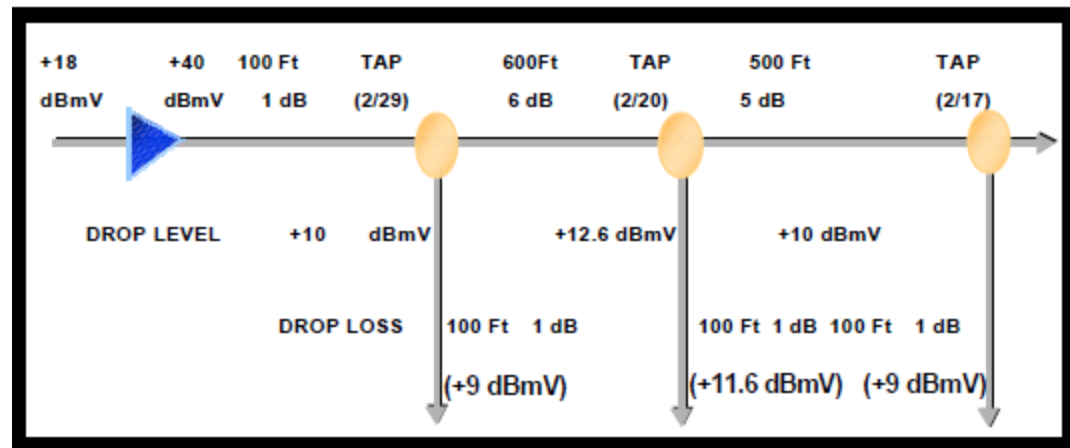 +18 +40 100 Ft TAP 600Ft TAP 500 Ft TAP
dBmV dBmV 1 dB (2/29) 6 dB (2/20) 5 dB (2/17)
DROP LEVEL +10 dBmV +12.6 dBmV +10 dBmV
DROP LOSS 100 Ft 1 dB 100 Ft 1 dB 100 Ft 1 dB
(+9 dBmV) (+11.6 dBmV) (+9 dBmV)